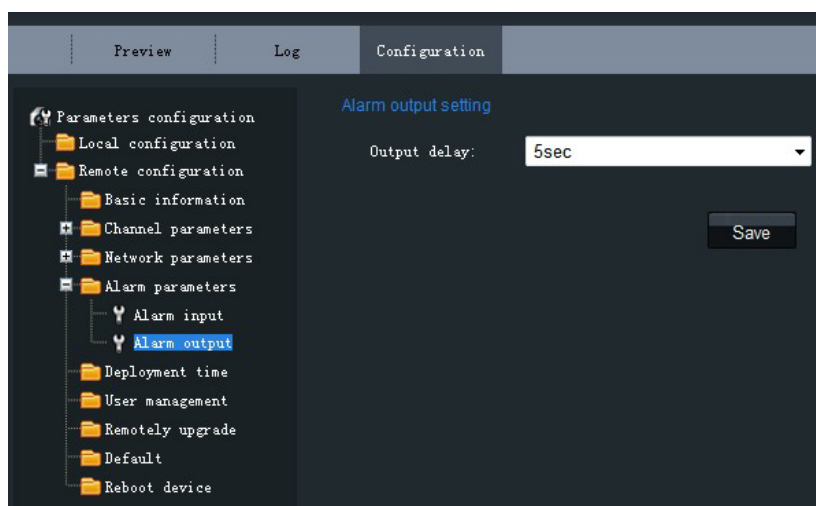 Preview Log Configuration
Parameters configuration
Local configuration
Remote configuration
Basic information
Channel parameters
Network parameters
Alarm parameters
Alarm input
Alarm output
Deployment time
User management
Remotely upgrade
Default
Reboot device
Alarm output setting
Output delay: 5sec
Save